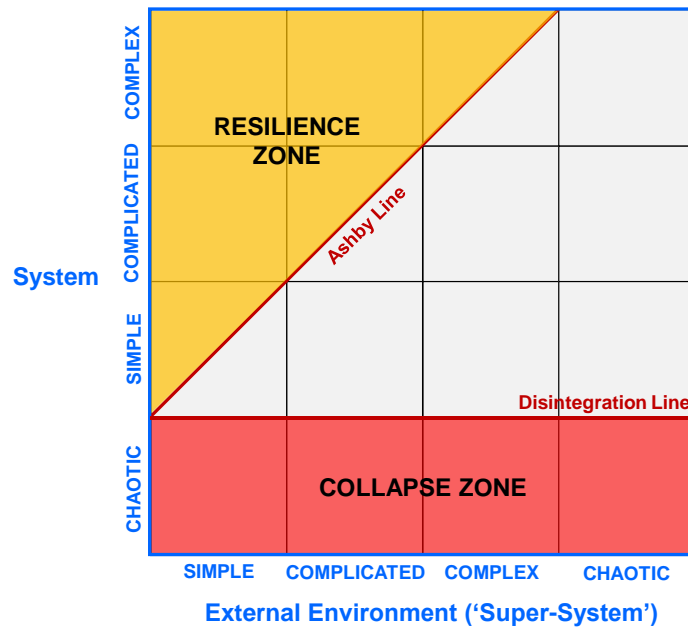 COMPLEX
COMPLICATED
SIMPLE
CHAOTIC
System
RESILIENCE
ZONE
Ashby Line
Disintegration Line
COLLAPSE ZONE
SIMPLE
COMPLICATED
COMPLEX
CHAOTIC
External Environment (‘Super-System’)